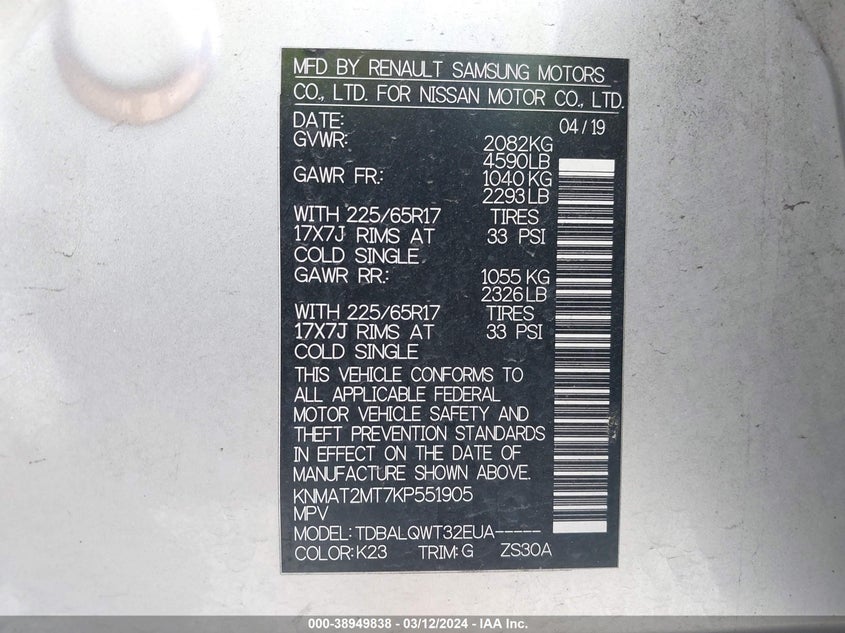 MFD BY RENAULT SAMSUNG MOTORS
CO., LTD. FOR NISSAN MOTOR CO., LTD.
DATE: 04/19
GVWR: 2082KG
4590LB
GAWR FR.: 1040 KG
2293 LB
WITH 225/65R17 TIRES
17X7J RIMS AT 33 PSI
COLD SINGLE
GAWR RR.: 1055 KG
2326 LB
WITH 225/65R17 TIRES
17X7J RIMS AT 33 PSI
COLD SINGLE
THIS VEHICLE CONFORMS TO
ALL APPLICABLE FEDERAL
MOTOR VEHICLE SAFETY AND
THEFT PREVENTION STANDARDS
IN EFFECT ON THE DATE OF
MANUFACTURE SHOWN ABOVE.
KNMAT2MT7KP551905
MPV
MODEL: TDBALQWT32EUA-----
COLOR: K23 TRIM: G ZS30A
000-38949838 - 03/12/2024 - IAA Inc.